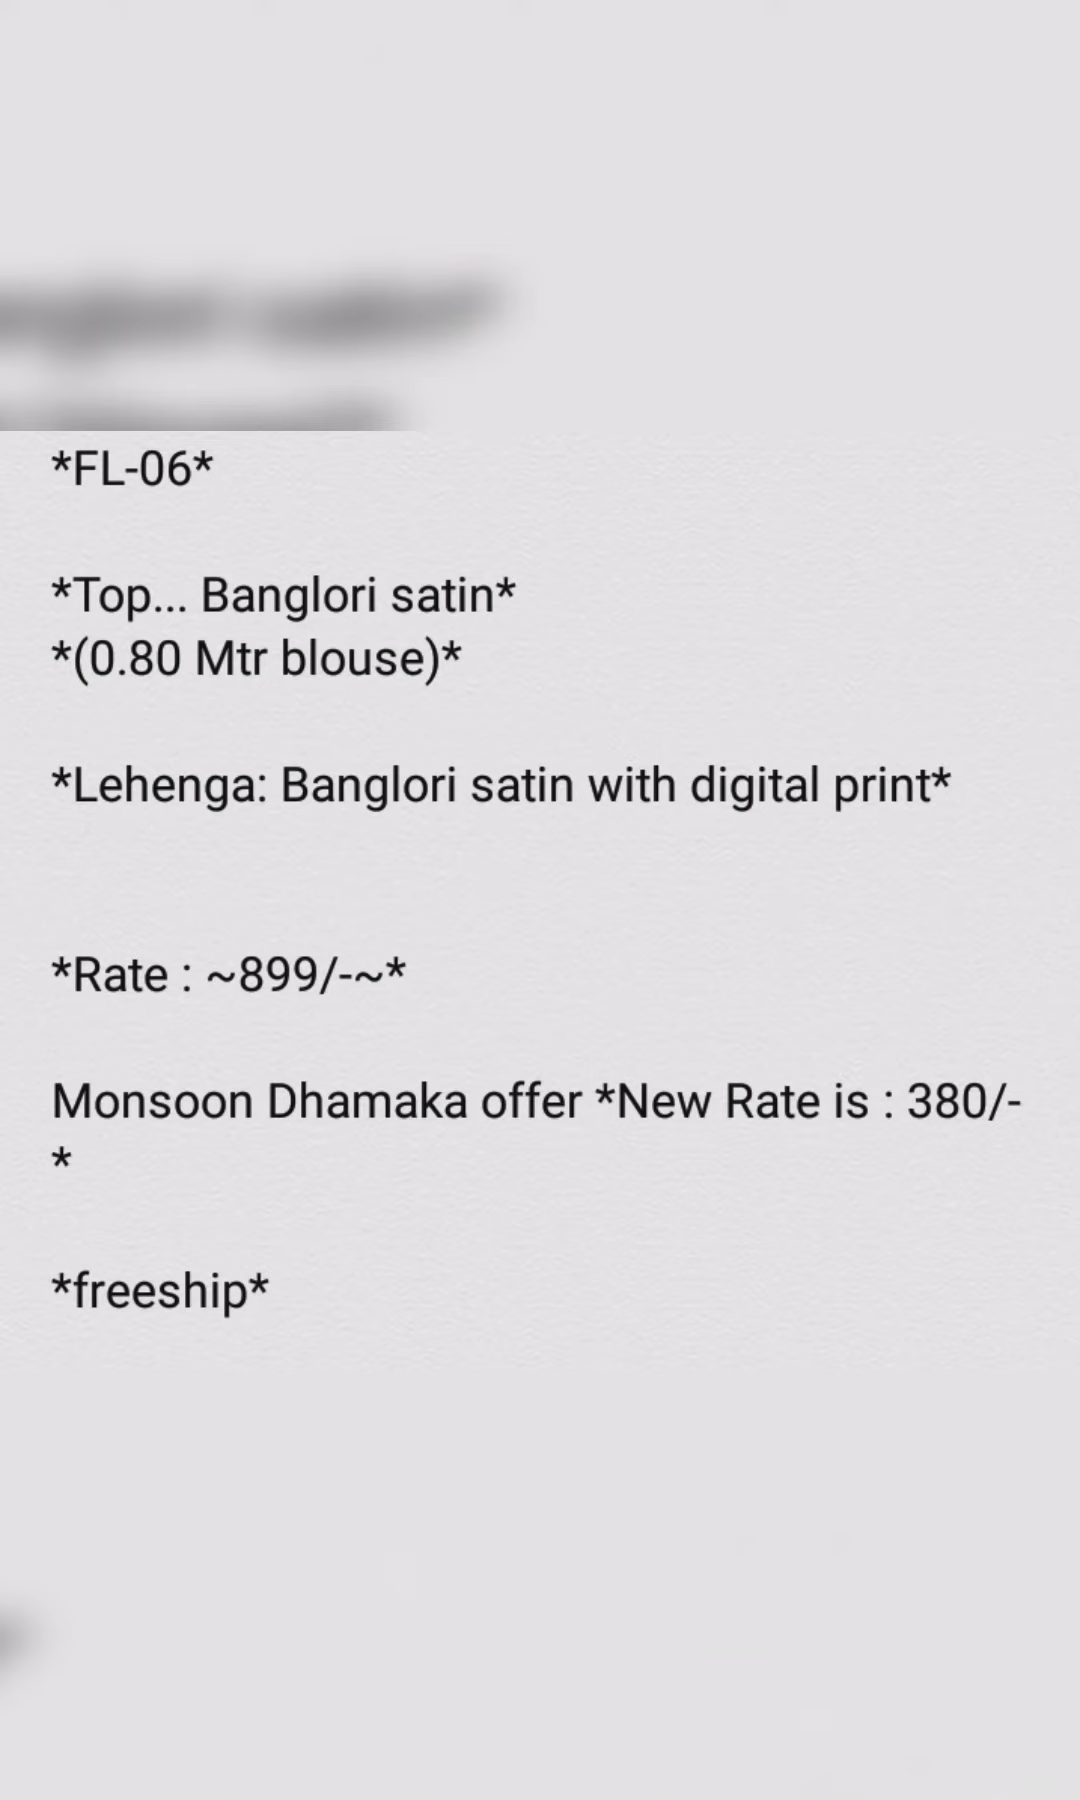 *FL-06*
*Top... Banglori satin*
*(0.80 Mtr blouse)*
*Lehenga: Banglori satin with digital print*
*Rate : ~899/-~*
Monsoon Dhamaka offer *New Rate is : 380/-
*
*freeship*